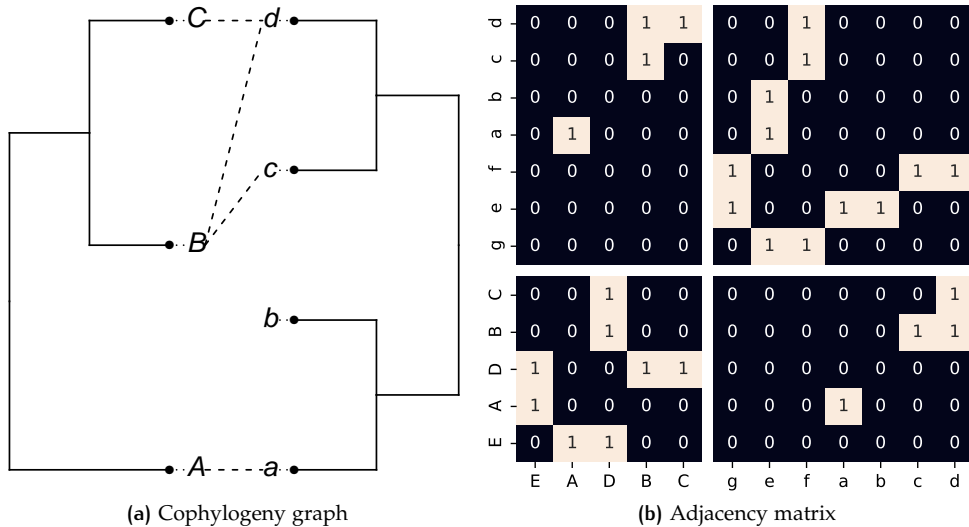 C d
c
B
b
A a
(a) Cophylogeny graph
d 0 0 0 1 1 0 0 1 0 0 0 0
c 0 0 0 1 0 0 0 1 0 0 0 0
b 0 0 0 0 0 0 1 0 0 0 0 0
a 0 1 0 0 0 0 1 0 0 0 0 0
f 0 0 0 0 0 1 0 0 0 0 1 1
e 0 0 0 0 0 1 0 0 1 1 0 0
g 0 0 0 0 0 0 1 1 0 0 0 0
C 0 0 1 0 0 0 0 0 0 0 0 1
B 0 0 1 0 0 0 0 0 0 0 1 1
D 1 0 0 1 1 0 0 0 0 0 0 0
A 1 0 0 0 0 0 0 0 1 0 0 0
E 0 1 1 0 0 0 0 0 0 0 0 0
E A D B C g e f a b c d
(b) Adjacency matrix